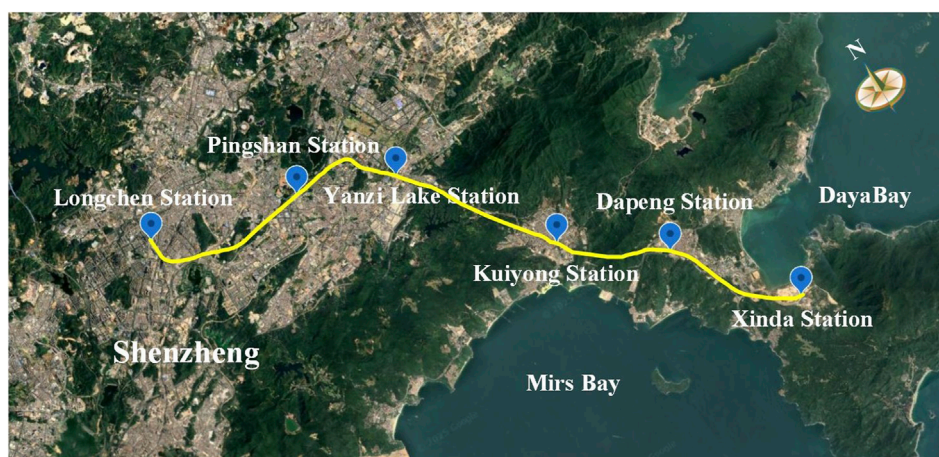 N
Pingshan Station
Longchen Station
Yanzi Lake Station
Dapeng Station
DayaBay
Kuiyong Station
Xinda Station
Shenzheng
Mirs Bay